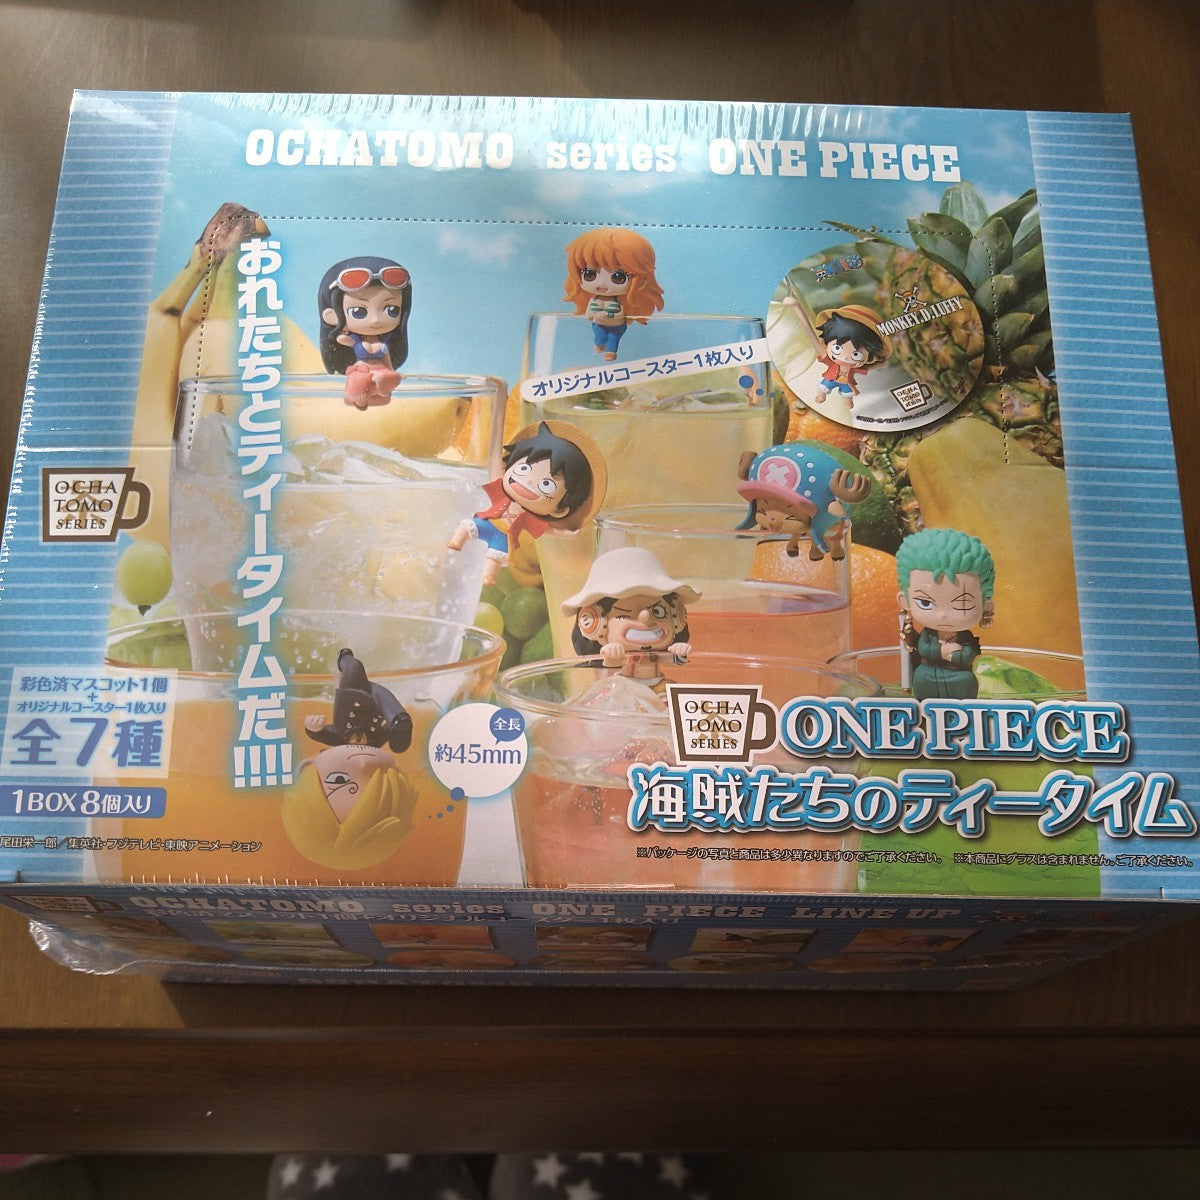 OCHATOMO series ONE PIECE
おれたちとティータイムだ!!!!
オリジナルコースター1枚入り
MONKEY.D.LUFFY
OCHA
TOMO
SERIES
OCHA
TOMO
SERIES
彩色済マスコット1個
+
オリジナルコースター1枚入り
全7種
1BOX 8個入り
全長
約45mm
OCHA
TOMO
SERIES
ONE PIECE
海賊たちのティータイム
尾田栄一郎/集英社・フジテレビ・東映アニメーション
※パッケージの写真と商品は多少異なりますのでご了承ください。 ※本商品にグラスは含まれません。ご了承ください。
OCHATOMO series ONE PIECE LINE UP